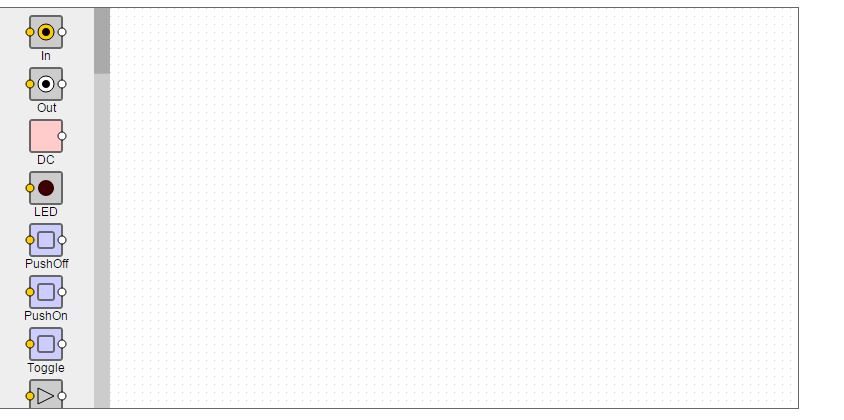 In
Out
DC
LED
PushOff
PushOn
Toggle